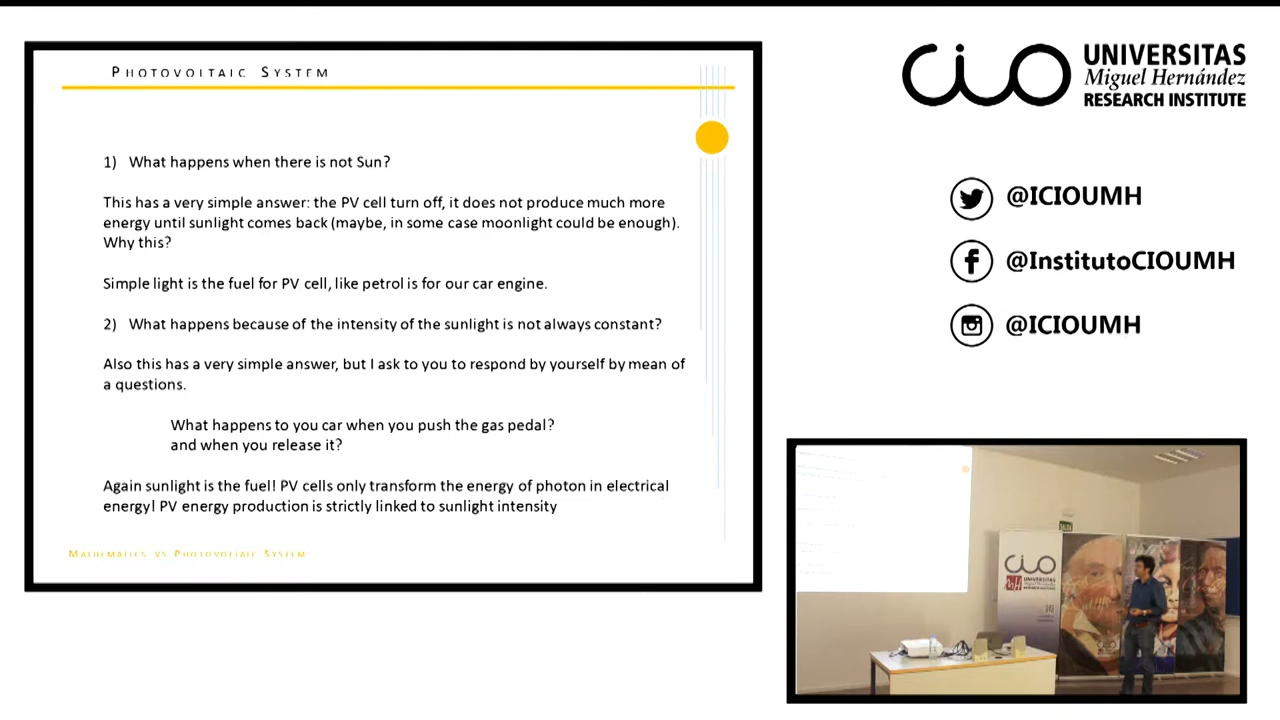 PHOTOVOLTAIC SYSTEM
1) What happens when there is not Sun?
This has a very simple answer: the PV cell turn off, it does not produce much more
energy until sunlight comes back (maybe, in some case moonlight could be enough).
Why this?
Simple light is the fuel for PV cell, like petrol is for our car engine.
2) What happens because of the intensity of the sunlight is not always constant?
Also this has a very simple answer, but I ask to you to respond by yourself by mean of
a questions.
What happens to you car when you push the gas pedal?
and when you release it?
Again sunlight is the fuel! PV cells only transform the energy of photon in electrical
energy! PV energy production is strictly linked to sunlight intensity
MATHEMATICS VS PHOTOVOLTAIC SYSTEM
cio UNIVERSITAS
Miguel Hernández
RESEARCH INSTITUTE
@ICIOUMH
@InstitutoCIOUMH
@ICIOUMH
SALIDA
cio
UNIVERSITAS
Miguel Hernández